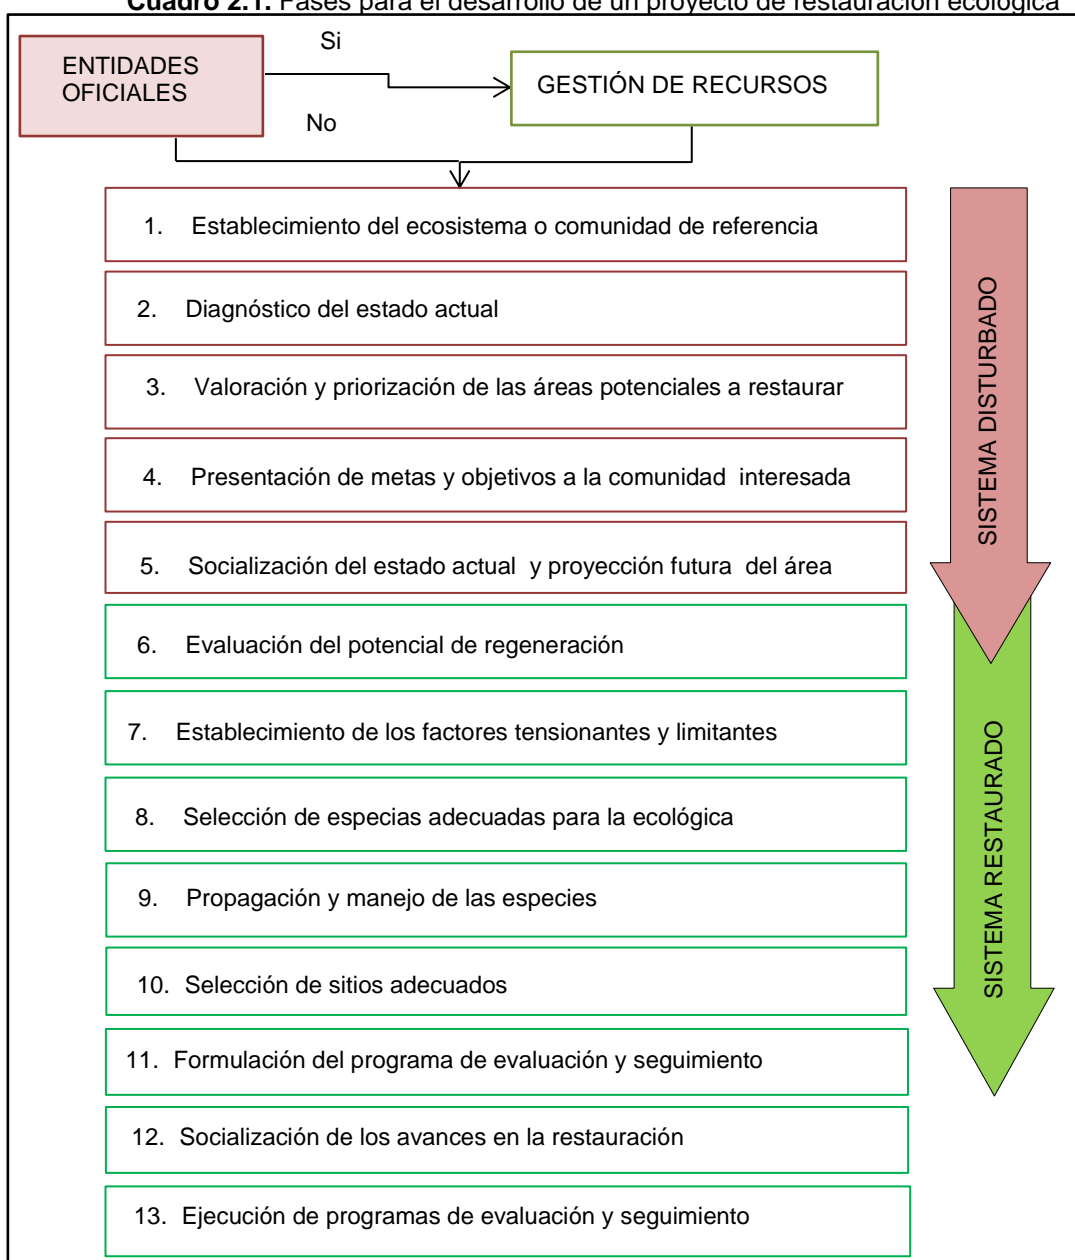 Cuadro 2.1. Fases para el desarrollo de un proyecto de restauración ecológica
Si
ENTIDADES
OFICIALES
GESTIÓN DE RECURSOS
No
1. Establecimiento del ecosistema o comunidad de referencia
2. Diagnóstico del estado actual
3. Valoración y priorización de las áreas potenciales a restaurar
4. Presentación de metas y objetivos a la comunidad interesada
5. Socialización del estado actual y proyección futura del área
6. Evaluación del potencial de regeneración
7. Establecimiento de los factores tensionantes y limitantes
8. Selección de especias adecuadas para la ecológica
9. Propagación y manejo de las especies
10. Selección de sitios adecuados
11. Formulación del programa de evaluación y seguimiento
12. Socialización de los avances en la restauración
13. Ejecución de programas de evaluación y seguimiento
SISTEMA DISTURBADO
SISTEMA RESTAURADO